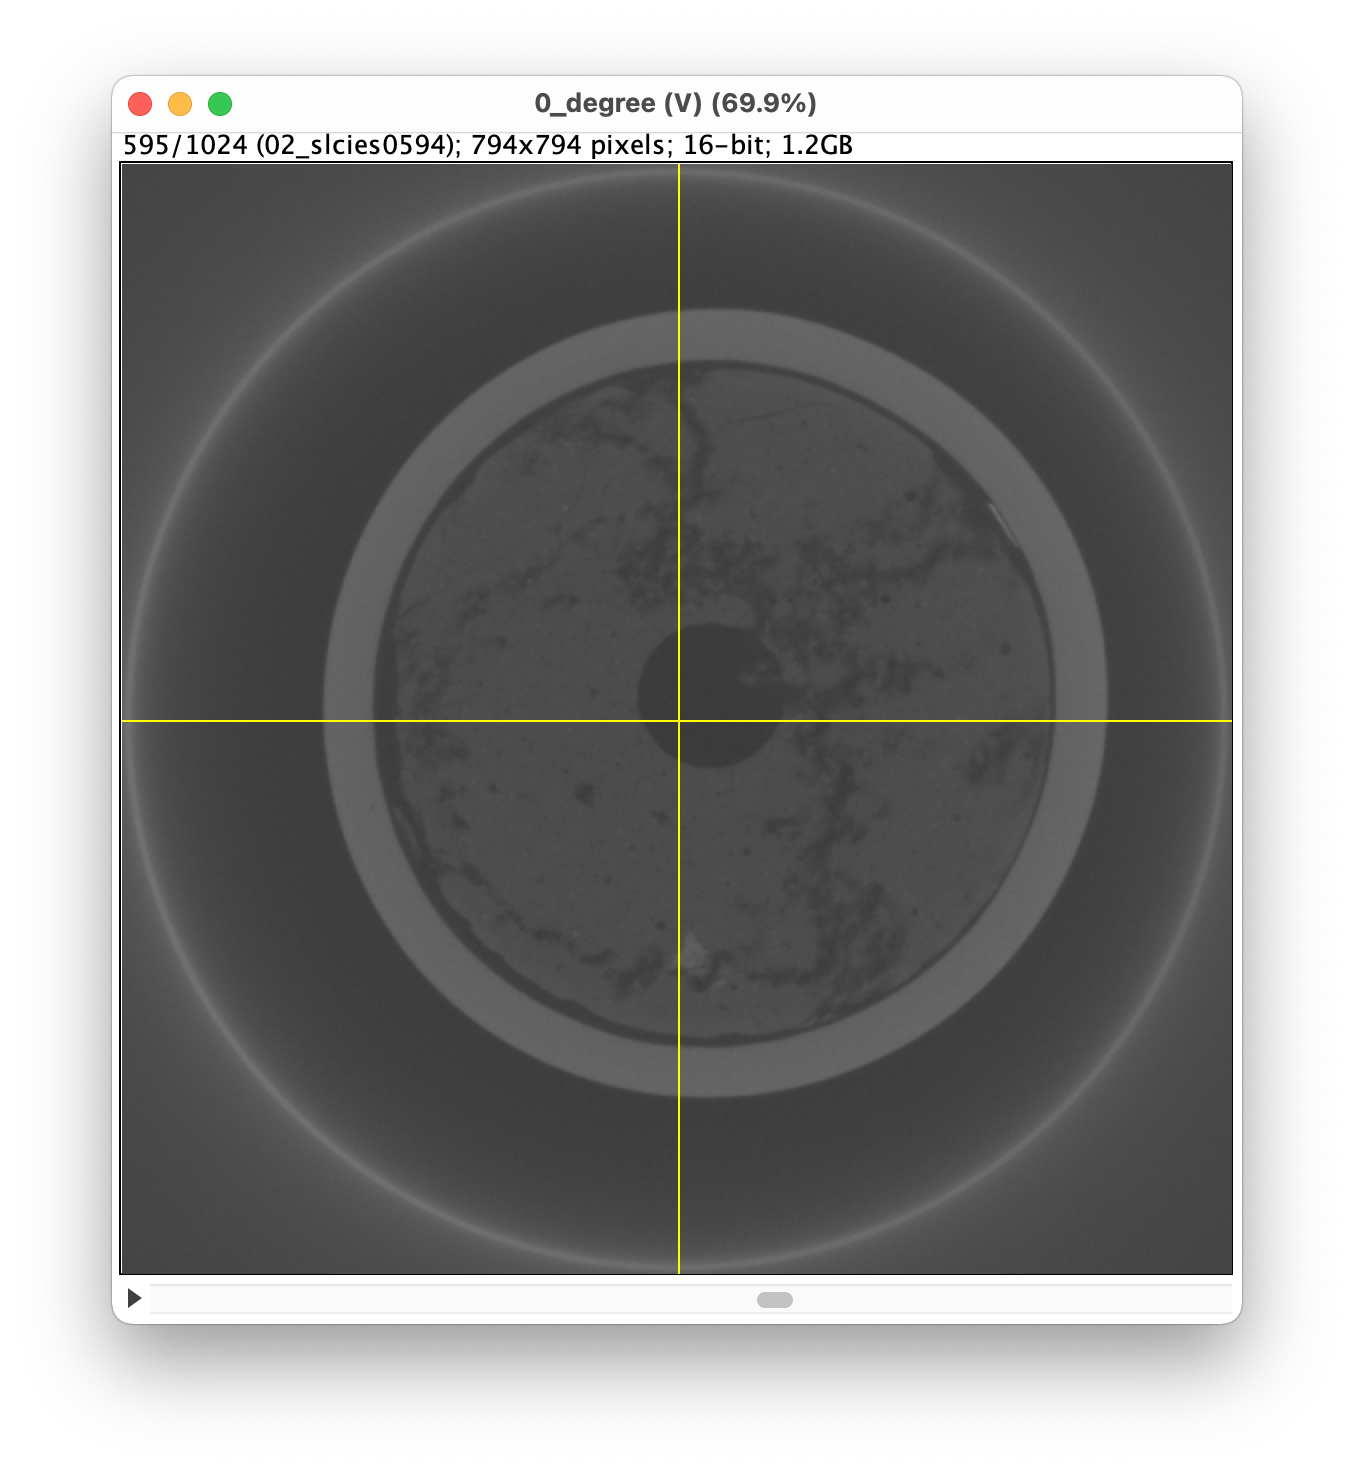 0_degree (V) (69.9%)
595/1024 (02_slcies0594); 794x794 pixels; 16-bit; 1.2GB